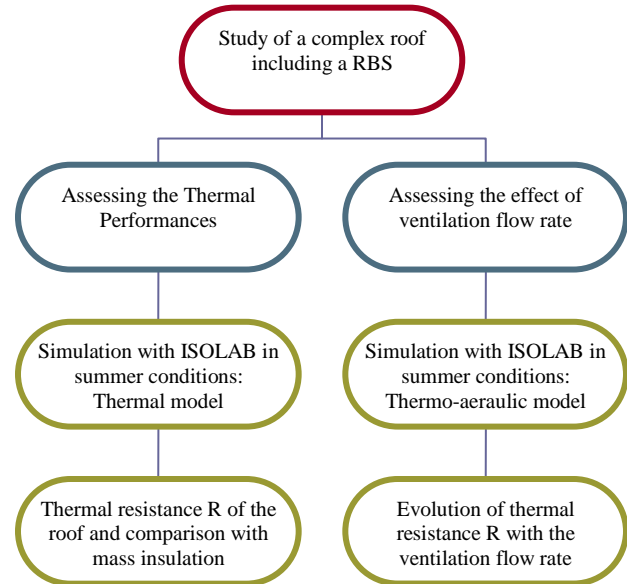 Study of a complex roof
including a RBS
Assessing the Thermal
Performances
Assessing the effect of
ventilation flow rate
Simulation with ISOLAB in
summer conditions:
Thermal model
Simulation with ISOLAB in
summer conditions:
Thermo-aeraulic model
Thermal resistance R of the
roof and comparison with
mass insulation
Evolution of thermal
resistance R with the
ventilation flow rate